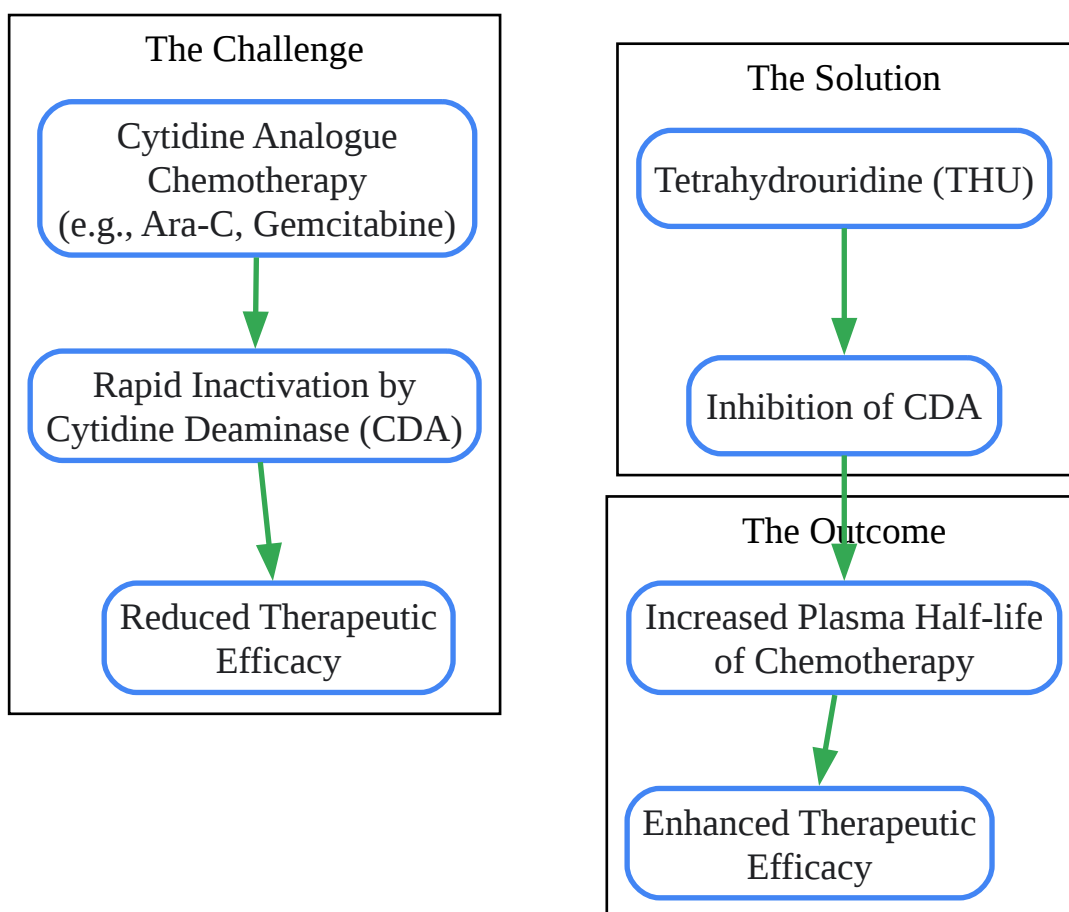 The Challenge
Cytidine Analogue
Chemotherapy
(e.g., Ara-C, Gemcitabine)
Rapid Inactivation by
Cytidine Deaminase (CDA)
Reduced Therapeutic
Efficacy
The Solution
Tetrahydrouridine (THU)
Inhibition of CDA
The Outcome
Increased Plasma Half-life
of Chemotherapy
Enhanced Therapeutic
Efficacy